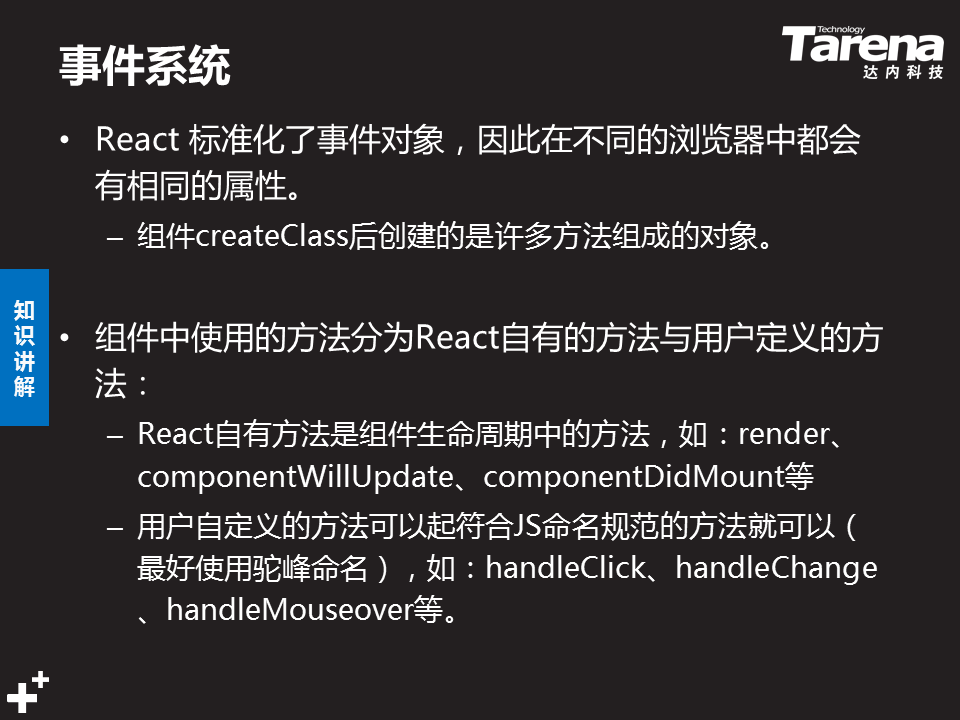 事件系统
Technology
Tarena
达内科技
• React 标准化了事件对象，因此在不同的浏览器中都会
有相同的属性。
– 组件createClass后创建的是许多方法组成的对象。
知识讲解
• 组件中使用的方法分为React自有的方法与用户定义的方
法：
– React自有方法是组件生命周期中的方法，如：render、
componentWillUpdate、componentDidMount等
– 用户自定义的方法可以起符合JS命名规范的方法就可以（
最好使用驼峰命名），如：handleClick、handleChange
、handleMouseover等。